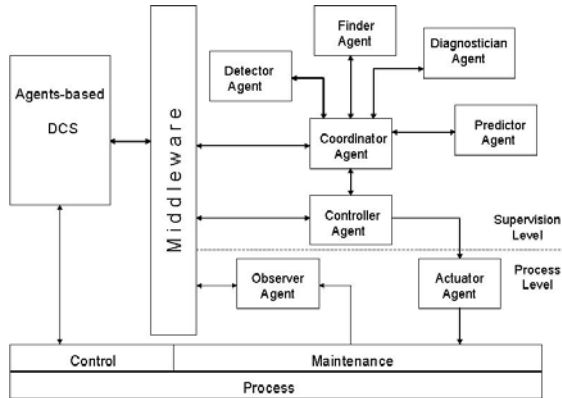 Finder
Agent
Diagnostician
Agent
Detector
Agent
Agents-based
DCS
Middleware
Coordinator
Agent
Predictor
Agent
Controller
Agent
Supervision
Level
Process
Level
Observer
Agent
Actuator
Agent
Control
Maintenance
Process